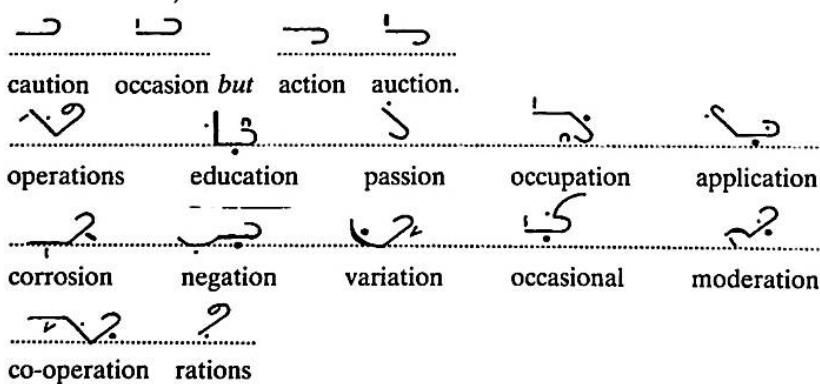 caution occasion but action auction.
operations education passion occupation application
corrosion negation variation occasional moderation
co-operation rations